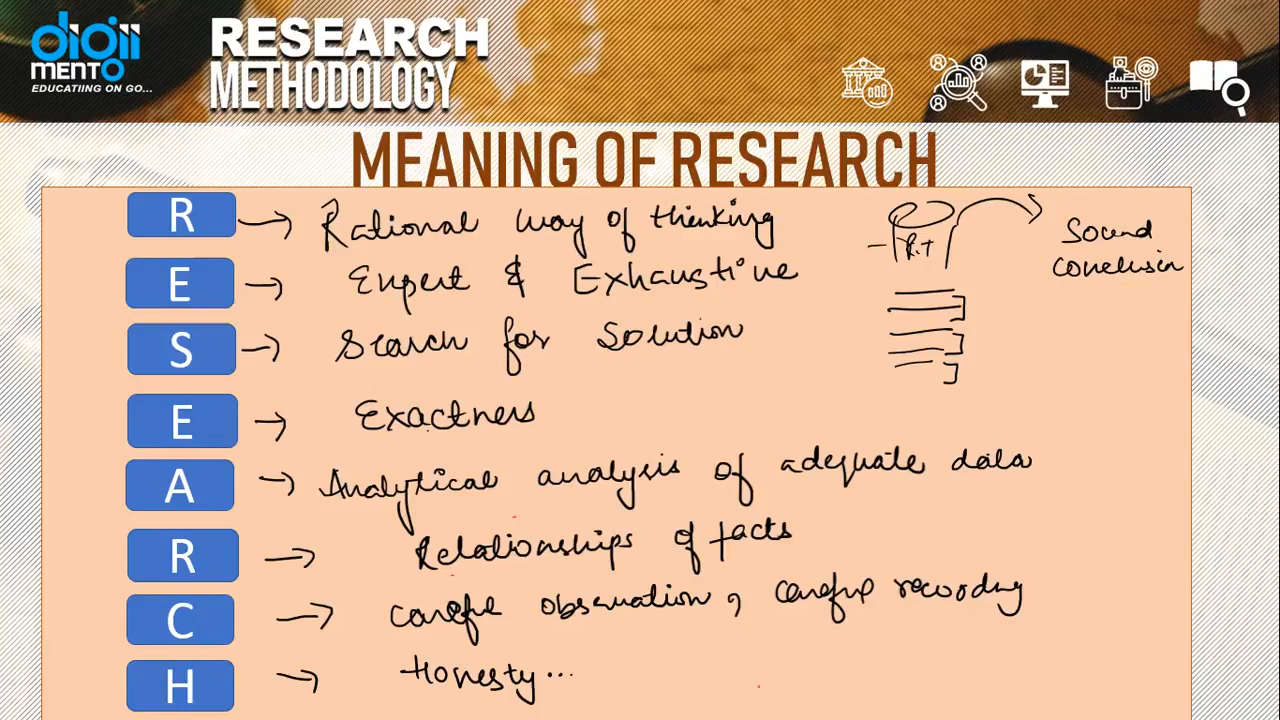 digii
MENTO
EDUCATIING ON GO...
RESEARCH
METHODOLOGY
MEANING OF RESEARCH
R → Rational way of thinking
R.T
Sound
conclusion
E → Expert & Exhaustive
S → Search for Solution
E → Exactness
A → Analytical analysis of adequate data
R → Relationships of facts
C → Careful observation, careful recording
H → Honesty...